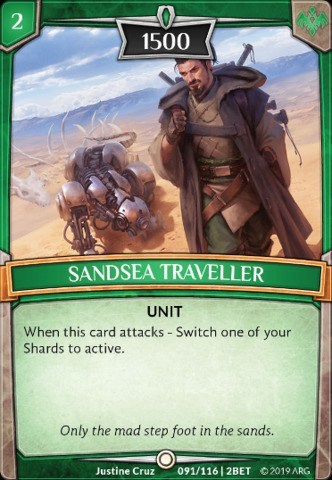 2
1500
SANDSEA TRAVELLER
UNIT
When this card attacks - Switch one of your
Shards to active.
Only the mad step foot in the sands.
Justine Cruz 091/116 | 2BET © 2019 ARG